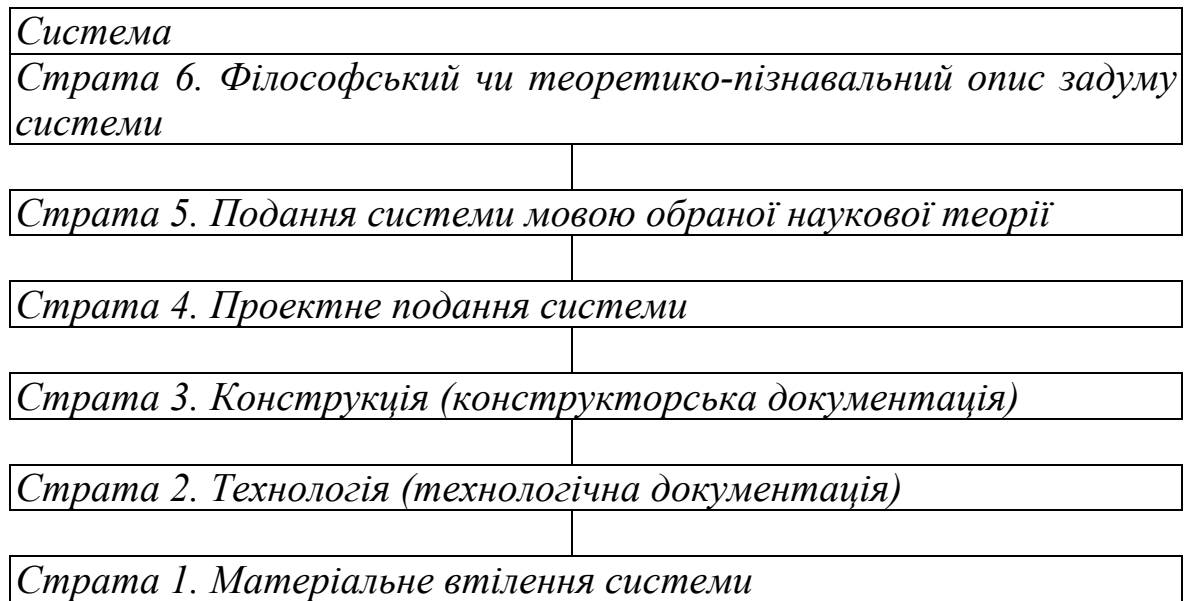 Система
Страта 6. Філософський чи теоретико-пізнавальний опис задуму
системи
Страта 5. Подання системи мовою обраної наукової теорії
Страта 4. Проектне подання системи
Страта 3. Конструкція (конструкторська документація)
Страта 2. Технологія (технологічна документація)
Страта 1. Матеріальне втілення системи